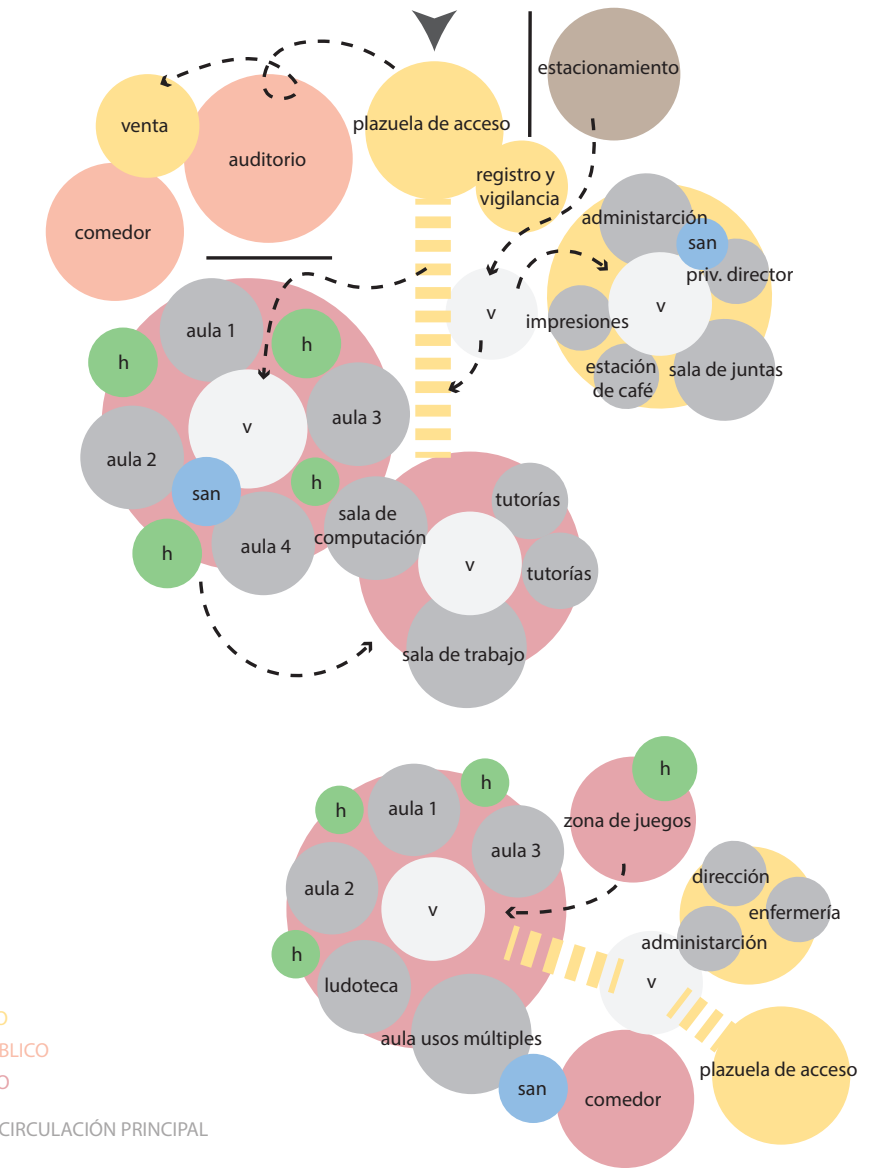 estacionamiento
venta
plazuela de acceso
auditorio
registro y
vigilancia
comedor
administarción
san
priv. director
v
v
impresiones
estación
de café
sala de juntas
aula 1
h
h
aula 3
v
aula 2
h
san
h
aula 4
sala de
computación
tutorías
v
tutorías
sala de trabajo
h
h
h
aula 1
zona de juegos
aula 3
aula 2
v
dirección
enfermería
administarción
h
ludoteca
v
aula usos múltiples
plazuela de acceso
san
comedor
O
BLICO
O
CIRCULACIÓN PRINCIPAL